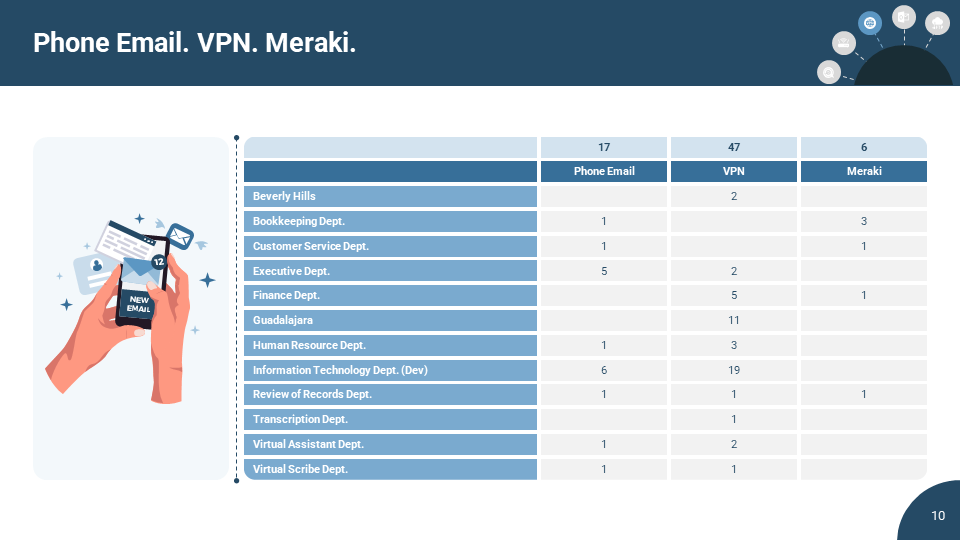 Phone Email. VPN. Meraki.
12
NEW
EMAIL
17 47 6
Phone Email VPN Meraki
Beverly Hills 2
Bookkeeping Dept. 1 3
Customer Service Dept. 1 1
Executive Dept. 5 2
Finance Dept. 5 1
Guadalajara 11
Human Resource Dept. 1 3
Information Technology Dept. (Dev) 6 19
Review of Records Dept. 1 1 1
Transcription Dept. 1
Virtual Assistant Dept. 1 2
Virtual Scribe Dept. 1 1
10